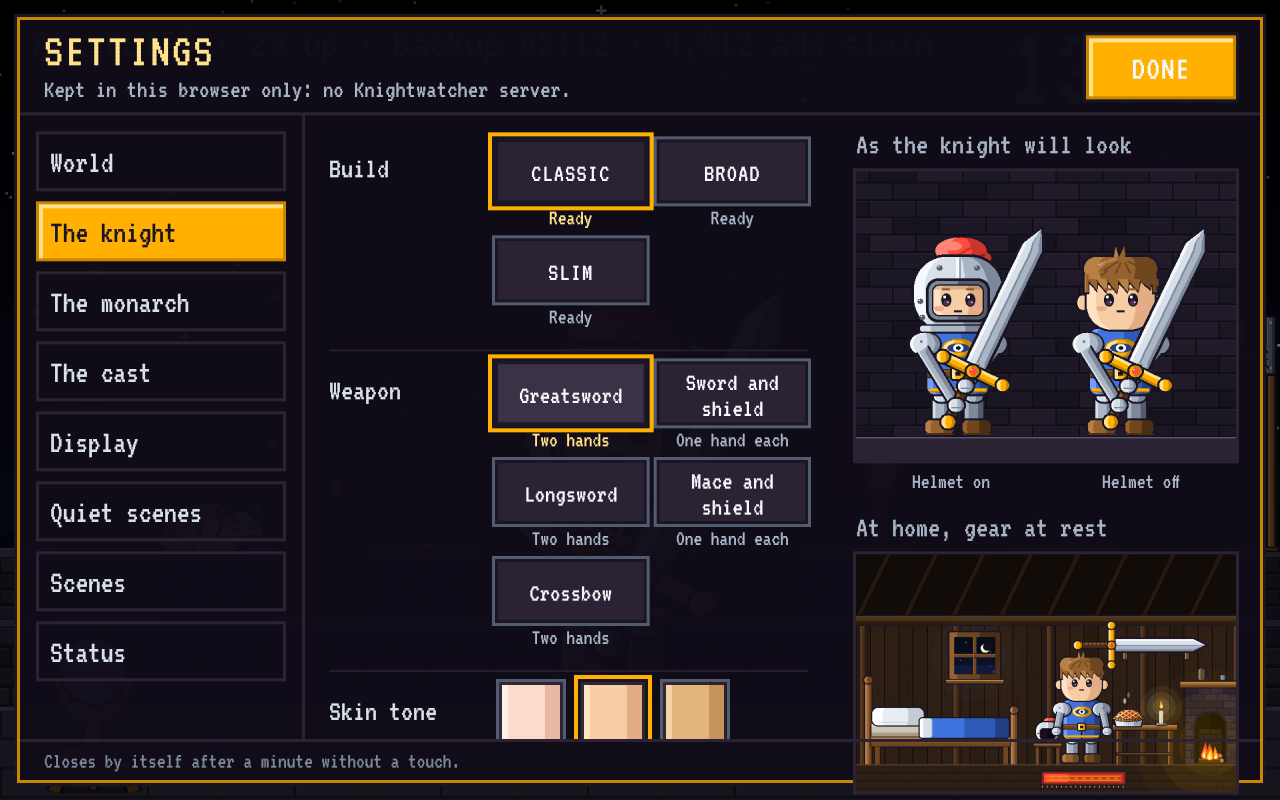 SETTINGS
Kept in this browser only: no Knightwatcher server.
DONE
World
The knight
The monarch
The cast
Display
Quiet scenes
Scenes
Status
Build
CLASSIC
Ready
BROAD
Ready
SLIM
Ready
Weapon
Greatsword
Two hands
Sword and
shield
One hand each
Longsword
Two hands
Mace and
shield
One hand each
Crossbow
Two hands
Skin tone
As the knight will look
Helmet on
Helmet off
At home, gear at rest
Closes by itself after a minute without a touch.